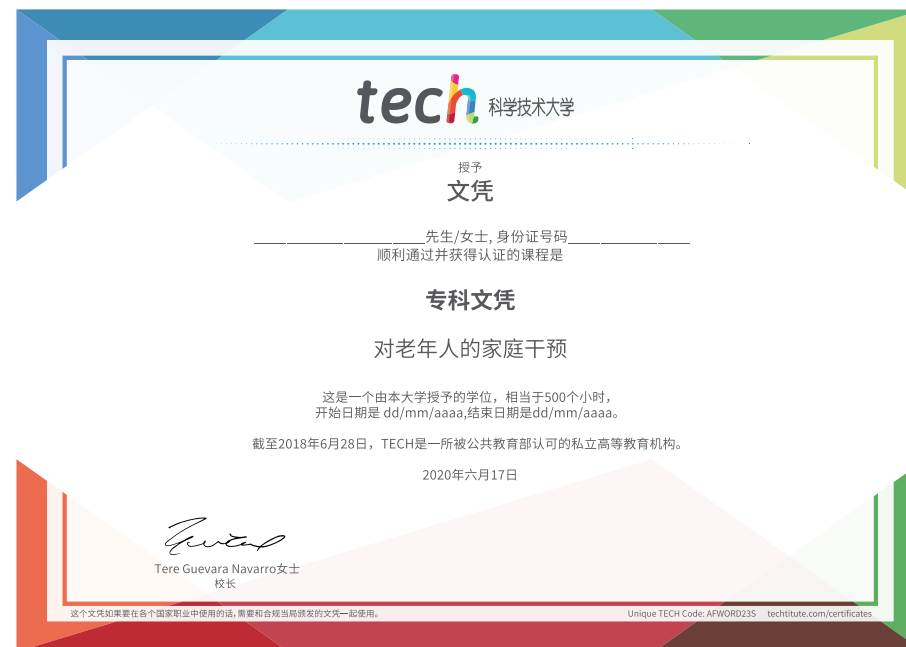 tech 科学技术大学
授予
文凭
____________________先生/女士, 身份证号码______________
顺利通过并获得认证的课程是
专科文凭
对老年人的家庭干预
这是一个由本大学授予的学位，相当于500个小时，
开始日期是 dd/mm/aaaa,结束日期是dd/mm/aaaa。
截至2018年6月28日，TECH是一所被公共教育部认可的私立高等教育机构。
2020年六月17日
Tere Guevara Navarro女士
校长
这个文凭如果要在各个国家职业中使用的话,需要和合规当局颁发的文凭一起使用。
Unique TECH Code: AFWORD23S techtitute.com/certificates